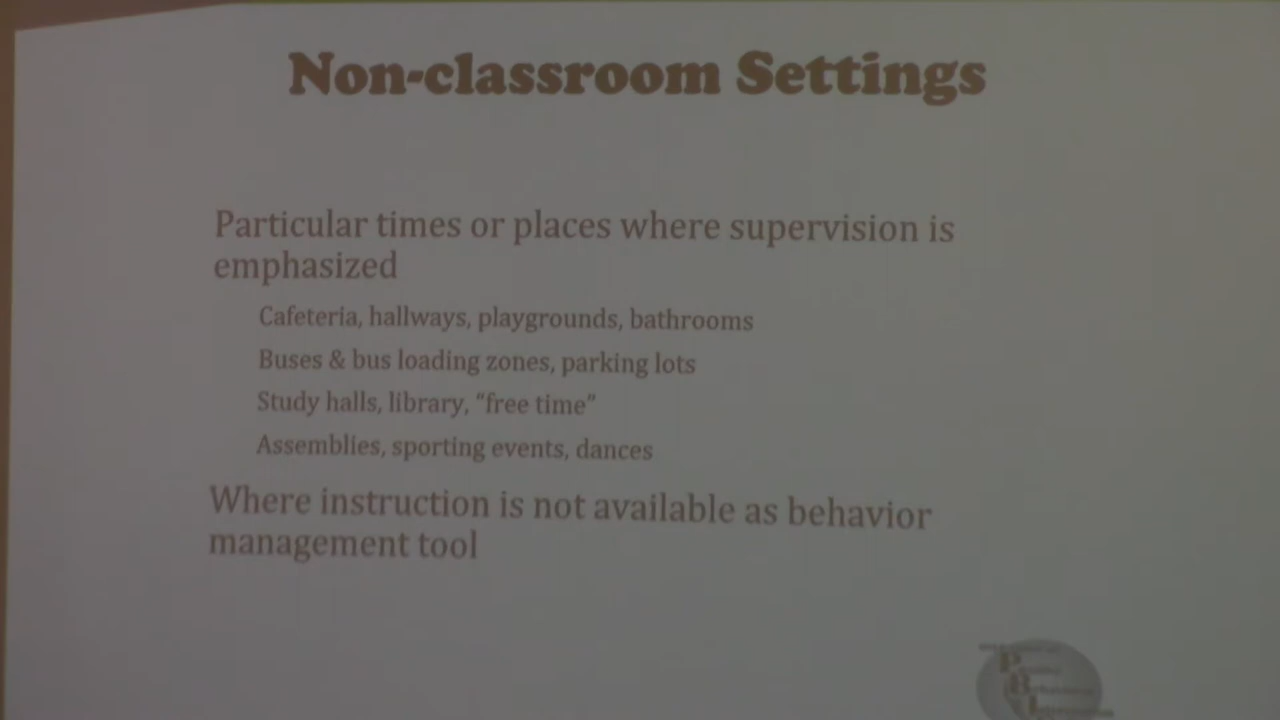 Non-classroom Settings
Particular times or places where supervision is
emphasized
Cafeteria, hallways, playgrounds, bathrooms
Buses & bus loading zones, parking lots
Study halls, library, "free time"
Assemblies, sporting events, dances
Where instruction is not available as behavior
management tool